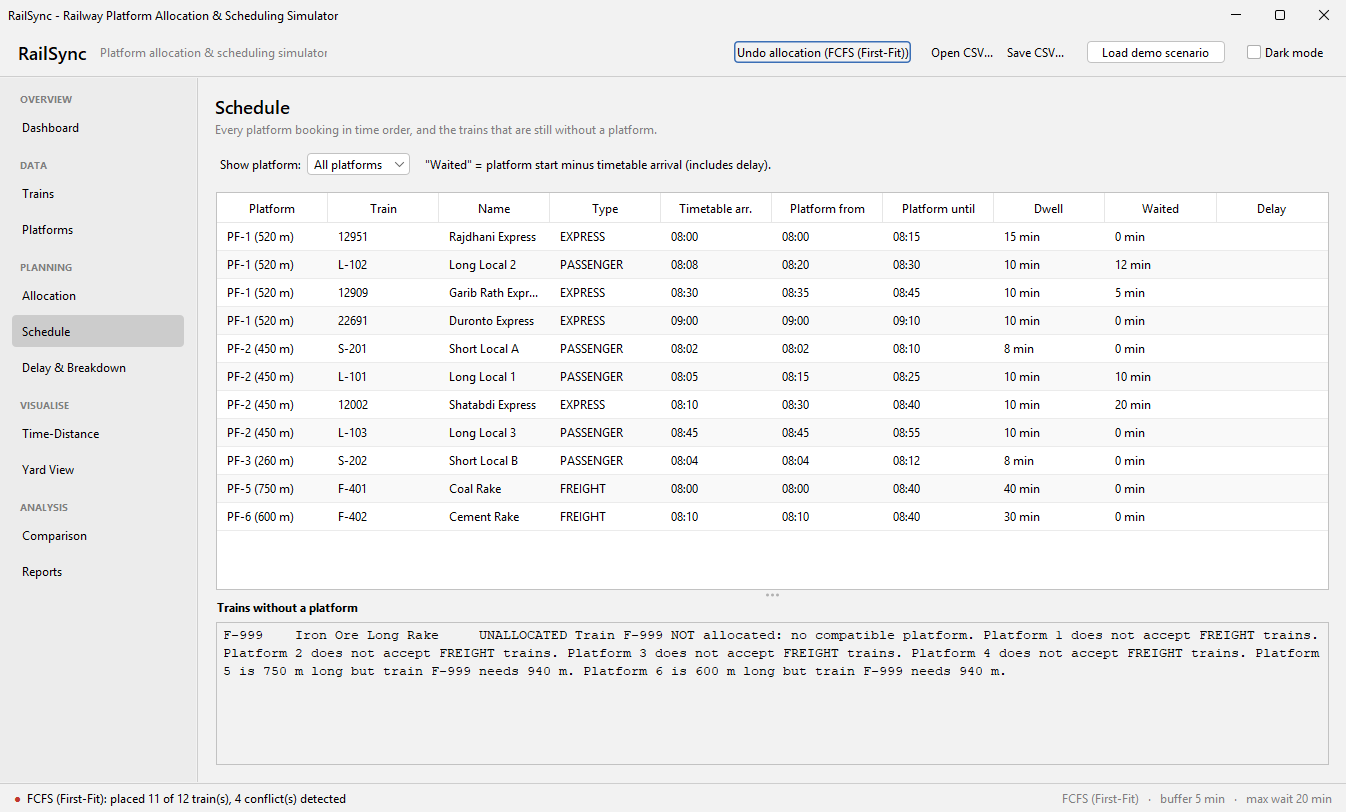 RailSync - Railway Platform Allocation & Scheduling Simulator
RailSync Platform allocation & scheduling simulator Undo allocation (FCFS (First-Fit)) Open CSV... Save CSV... Load demo scenario Dark mode
OVERVIEW
Dashboard
DATA
Trains
Platforms
PLANNING
Allocation
Schedule
Delay & Breakdown
VISUALISE
Time-Distance
Yard View
ANALYSIS
Comparison
Reports
Schedule
Every platform booking in time order, and the trains that are still without a platform.
Show platform: All platforms "Waited" = platform start minus timetable arrival (includes delay).
Platform Train Name Type Timetable arr. Platform from Platform until Dwell Waited Delay
PF-1 (520 m) 12951 Rajdhani Express EXPRESS 08:00 08:00 08:15 15 min 0 min
PF-1 (520 m) L-102 Long Local 2 PASSENGER 08:08 08:20 08:30 10 min 12 min
PF-1 (520 m) 12909 Garib Rath Expr... EXPRESS 08:30 08:35 08:45 10 min 5 min
PF-1 (520 m) 22691 Duronto Express EXPRESS 09:00 09:00 09:10 10 min 0 min
PF-2 (450 m) S-201 Short Local A PASSENGER 08:02 08:02 08:10 8 min 0 min
PF-2 (450 m) L-101 Long Local 1 PASSENGER 08:05 08:15 08:25 10 min 10 min
PF-2 (450 m) 12002 Shatabdi Express EXPRESS 08:10 08:30 08:40 10 min 20 min
PF-2 (450 m) L-103 Long Local 3 PASSENGER 08:45 08:45 08:55 10 min 0 min
PF-3 (260 m) S-202 Short Local B PASSENGER 08:04 08:04 08:12 8 min 0 min
PF-5 (750 m) F-401 Coal Rake FREIGHT 08:00 08:00 08:40 40 min 0 min
PF-6 (600 m) F-402 Cement Rake FREIGHT 08:10 08:10 08:40 30 min 0 min
Trains without a platform
F-999 Iron Ore Long Rake UNALLOCATED Train F-999 NOT allocated: no compatible platform. Platform 1 does not accept FREIGHT trains.
Platform 2 does not accept FREIGHT trains. Platform 3 does not accept FREIGHT trains. Platform 4 does not accept FREIGHT trains. Platform
5 is 750 m long but train F-999 needs 940 m. Platform 6 is 600 m long but train F-999 needs 940 m.
FCFS (First-Fit): placed 11 of 12 train(s), 4 conflict(s) detected FCFS (First-Fit) · buffer 5 min · max wait 20 min